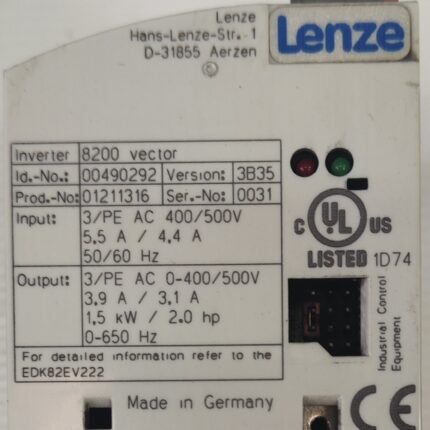 Lenze
Hans-Lenze-Str. 1
D-31855 Aerzen
Lenze
Inverter 8200 vector
Id.-No.: 00490292 Version: 3B35
Prod.-No: 01211316 Ser.-No: 0031
Input: 3/PE AC 400/500V
5,5 A / 4,4 A
50/60 Hz
Output: 3/PE AC 0-400/500V
3,9 A / 3,1 A
1,5 kW / 2.0 hp
0-650 Hz
For detailed information refer to the
EDK82EV222
Made in Germany
C UL US
LISTED 1D74
Industrial Control
Equipment
CE